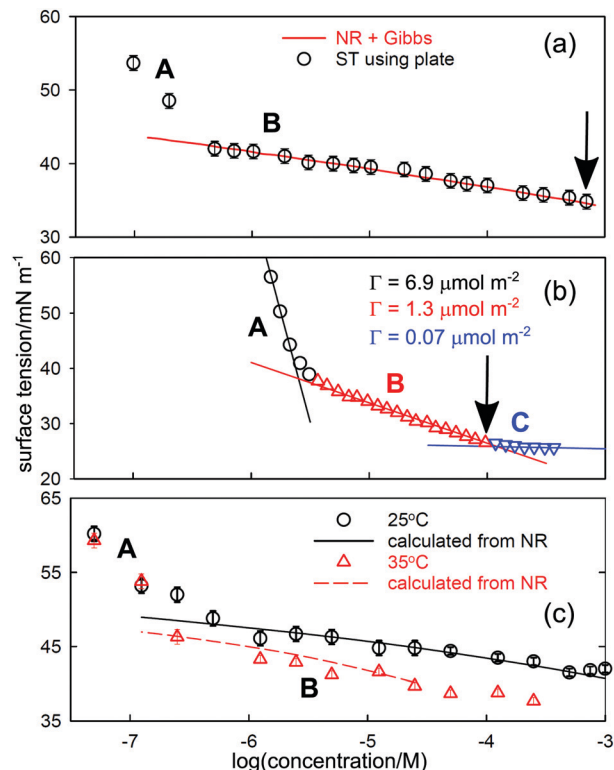 60
50
40
30
A
B
NR + Gibbs
ST using plate
(a)
surface tension/mN m⁻¹
60
50
40
30
20
A
B
C
Γ = 6.9 μmol m⁻²
Γ = 1.3 μmol m⁻²
Γ = 0.07 μmol m⁻²
(b)
65
55
45
35
A
B
25°C
calculated from NR
35°C
calculated from NR
(c)
-7 -6 -5 -4 -3
log(concentration/M)